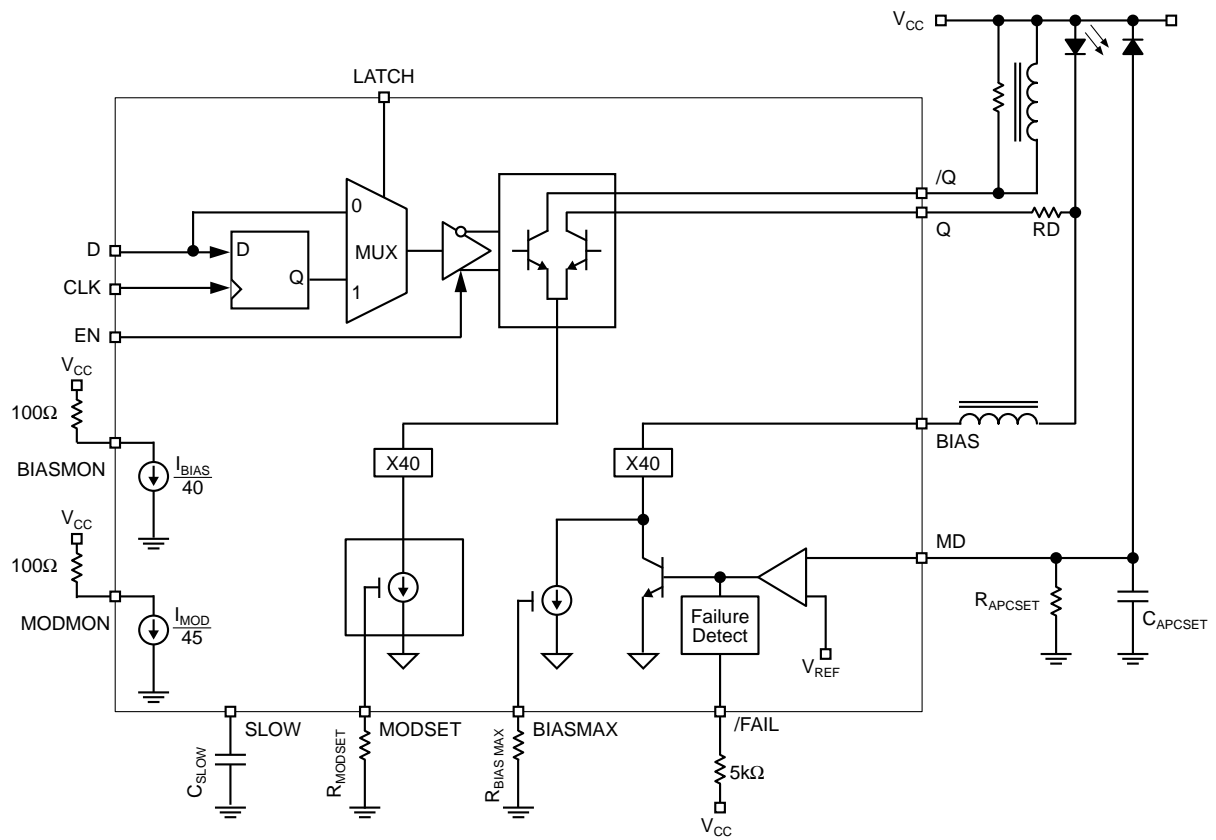 VCC
LATCH
/Q
0
D
D
MUX
Q
RD
Q
CLK
1
EN
VCC
100Ω
BIAS
BIASMON
IBIAS
40
X40
X40
VCC
MD
100Ω
RAPCSET
CAPCSET
MODMON
IMOD
45
Failure
Detect
VREF
SLOW
MODSET
BIASMAX
/FAIL
CSLOW
RMODSET
RBIAS MAX
5kΩ
VCC